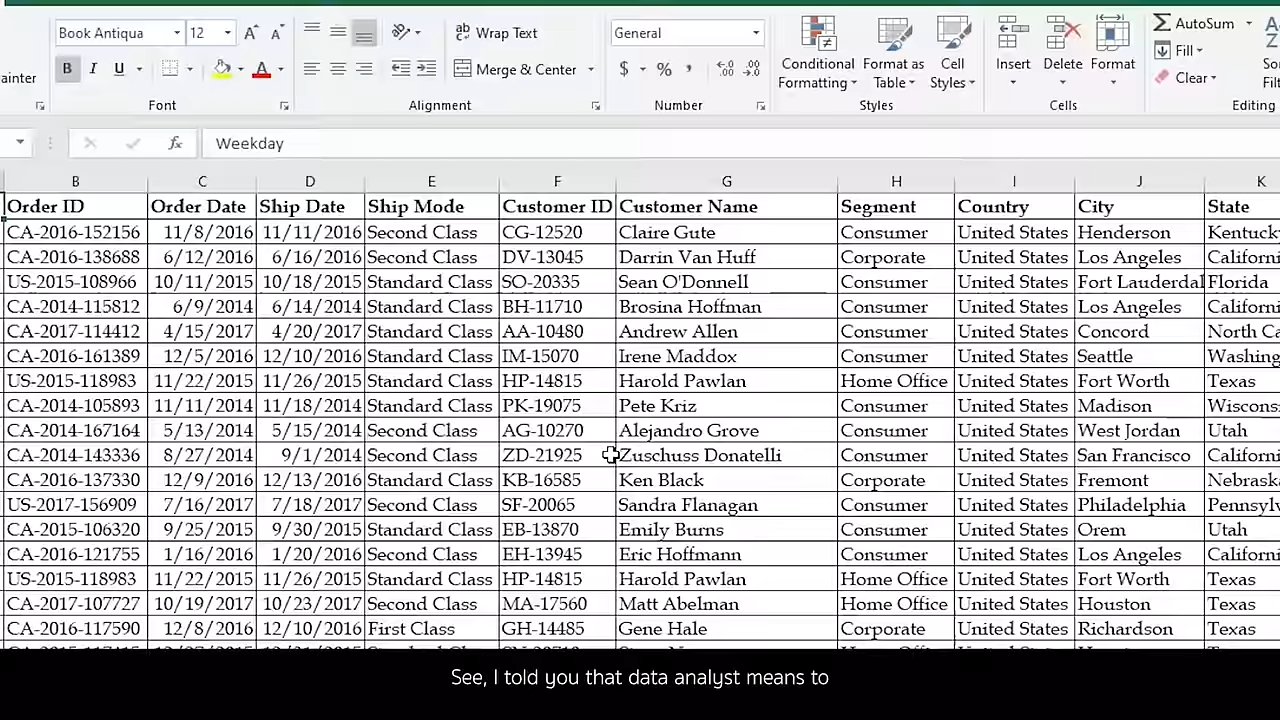 Book Antiqua 12 A A Wrap Text General AutoSum
ainter B I U Merge & Center $ % , Conditional Formatting Format as Table Cell Styles Insert Delete Format Fill
Clear
Font Alignment Number Styles Cells Editing
fx Weekday
B C D E F G H I J K
Order ID Order Date Ship Date Ship Mode Customer ID Customer Name Segment Country City State
CA-2016-152156 11/8/2016 11/11/2016 Second Class CG-12520 Claire Gute Consumer United States Henderson Kentuck
CA-2016-138688 6/12/2016 6/16/2016 Second Class DV-13045 Darrin Van Huff Corporate United States Los Angeles Californi
US-2015-108966 10/11/2015 10/18/2015 Standard Class SO-20335 Sean O'Donnell Consumer United States Fort Lauderdal Florida
CA-2014-115812 6/9/2014 6/14/2014 Standard Class BH-11710 Brosina Hoffman Consumer United States Los Angeles Californi
CA-2017-114412 4/15/2017 4/20/2017 Standard Class AA-10480 Andrew Allen Consumer United States Concord North Ca
CA-2016-161389 12/5/2016 12/10/2016 Standard Class IM-15070 Irene Maddox Consumer United States Seattle Washing
US-2015-118983 11/22/2015 11/26/2015 Standard Class HP-14815 Harold Pawlan Home Office United States Fort Worth Texas
CA-2014-105893 11/11/2014 11/18/2014 Standard Class PK-19075 Pete Kriz Consumer United States Madison Wiscons
CA-2014-167164 5/13/2014 5/15/2014 Second Class AG-10270 Alejandro Grove Consumer United States West Jordan Utah
CA-2014-143336 8/27/2014 9/1/2014 Second Class ZD-21925 Zuschuss Donatelli Consumer United States San Francisco Californi
CA-2016-137330 12/9/2016 12/13/2016 Standard Class KB-16585 Ken Black Corporate United States Fremont Nebrask
US-2017-156909 7/16/2017 7/18/2017 Second Class SF-20065 Sandra Flanagan Consumer United States Philadelphia Pennsylv
CA-2015-106320 9/25/2015 9/30/2015 Standard Class EB-13870 Emily Burns Consumer United States Orem Utah
CA-2016-121755 1/16/2016 1/20/2016 Second Class EH-13945 Eric Hoffmann Consumer United States Los Angeles Californi
US-2015-118983 11/22/2015 11/26/2015 Standard Class HP-14815 Harold Pawlan Home Office United States Fort Worth Texas
CA-2017-107727 10/19/2017 10/23/2017 Second Class MA-17560 Matt Abelman Home Office United States Houston Texas
CA-2016-117590 12/8/2016 12/10/2016 First Class GH-14485 Gene Hale Corporate United States Richardson Texas
See, I told you that data analyst means to